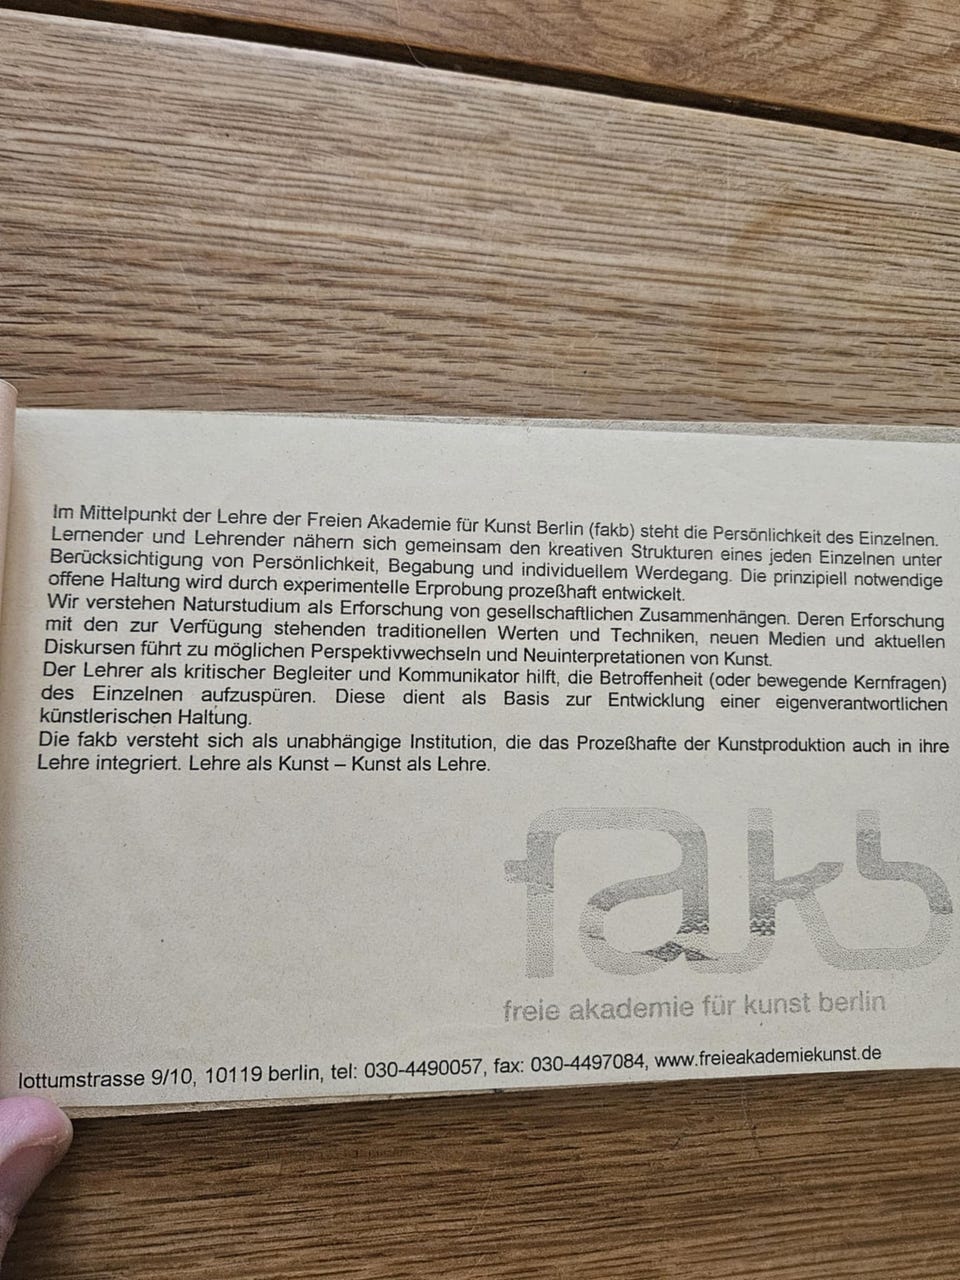 Im Mittelpunkt der Lehre der Freien Akademie für Kunst Berlin (fakb) steht die Persönlichkeit des Einzelnen.
Lernender und Lehrender nähern sich gemeinsam den kreativen Strukturen eines jeden Einzelnen unter
Berücksichtigung von Persönlichkeit, Begabung und individuellem Werdegang. Die prinzipiell notwendige
offene Haltung wird durch experimentelle Erprobung prozeßhaft entwickelt.
Wir verstehen Naturstudium als Erforschung von gesellschaftlichen Zusammenhängen. Deren Erforschung
mit den zur Verfügung stehenden traditionellen Werten und Techniken, neuen Medien und aktuellen
Diskursen führt zu möglichen Perspektivwechseln und Neuinterpretationen von Kunst.
Der Lehrer als kritischer Begleiter und Kommunikator hilft, die Betroffenheit (oder bewegende Kernfragen)
des Einzelnen aufzuspüren. Diese dient als Basis zur Entwicklung einer eigenverantwortlichen
künstlerischen Haltung.
Die fakb versteht sich als unabhängige Institution, die das Prozeßhafte der Kunstproduktion auch in ihre
Lehre integriert. Lehre als Kunst – Kunst als Lehre.
fakb
freie akademie für kunst berlin
lottumstrasse 9/10, 10119 berlin, tel: 030-4490057, fax: 030-4497084, www.freieakademiekunst.de